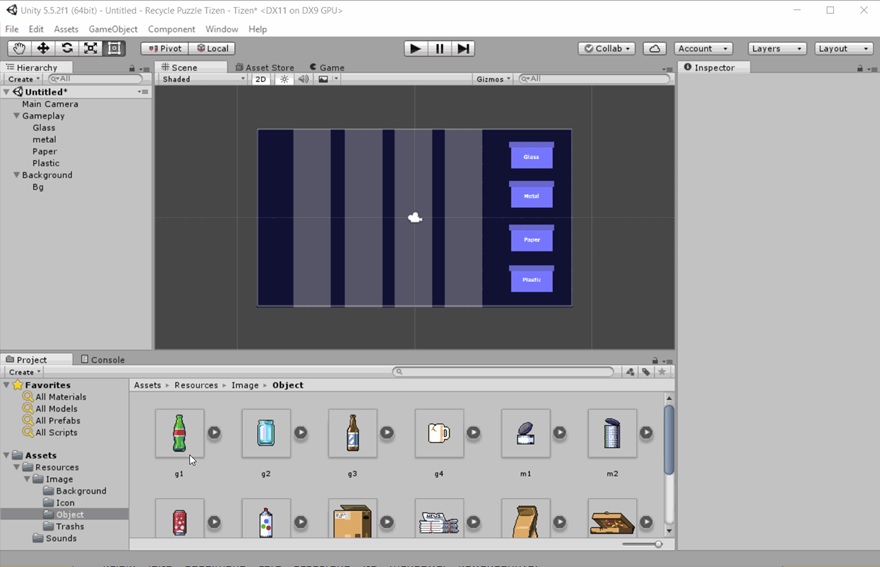 Unity 5.5.2f1 (64bit) - Untitled - Recycle Puzzle Tizen - Tizen* <DX11 on DX9 GPU>
File Edit Assets GameObject Component Window Help
Pivot Local Collab Account Layers Layout
Hierarchy
Create All
Untitled*
Main Camera
Gameplay
Glass
metal
Paper
Plastic
Background
Bg
Scene Asset Store Game
Shaded 2D Gizmos All
Glass
Metal
Paper
Plastic
Inspector
Project Console
Create
Favorites
All Materials
All Models
All Prefabs
All Scripts
Assets
Resources
Image
Background
Icon
Object
Trashs
Sounds
Assets Resources Image Object
g1 g2 g3 g4 m1 m2
NEWS